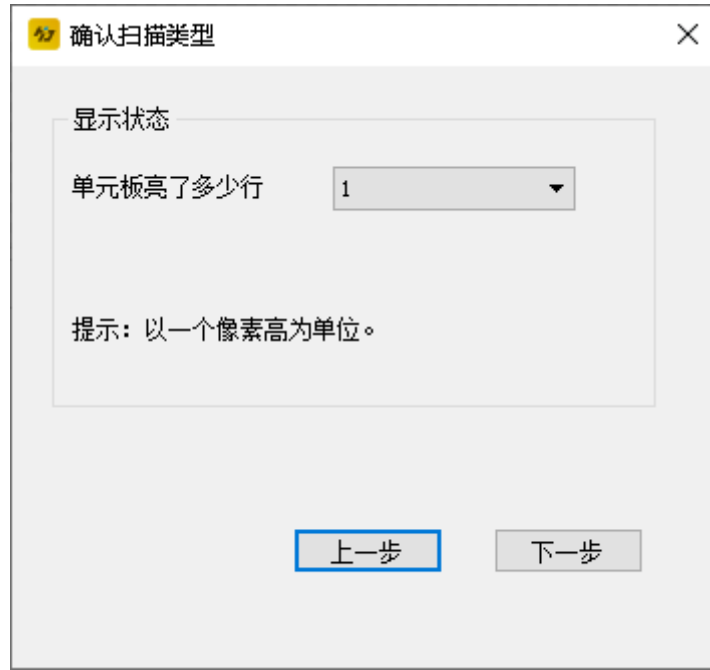 确认扫描类型
显示状态
单元板亮了多少行
1
提示：以一个像素高为单位。
上一步
下一步